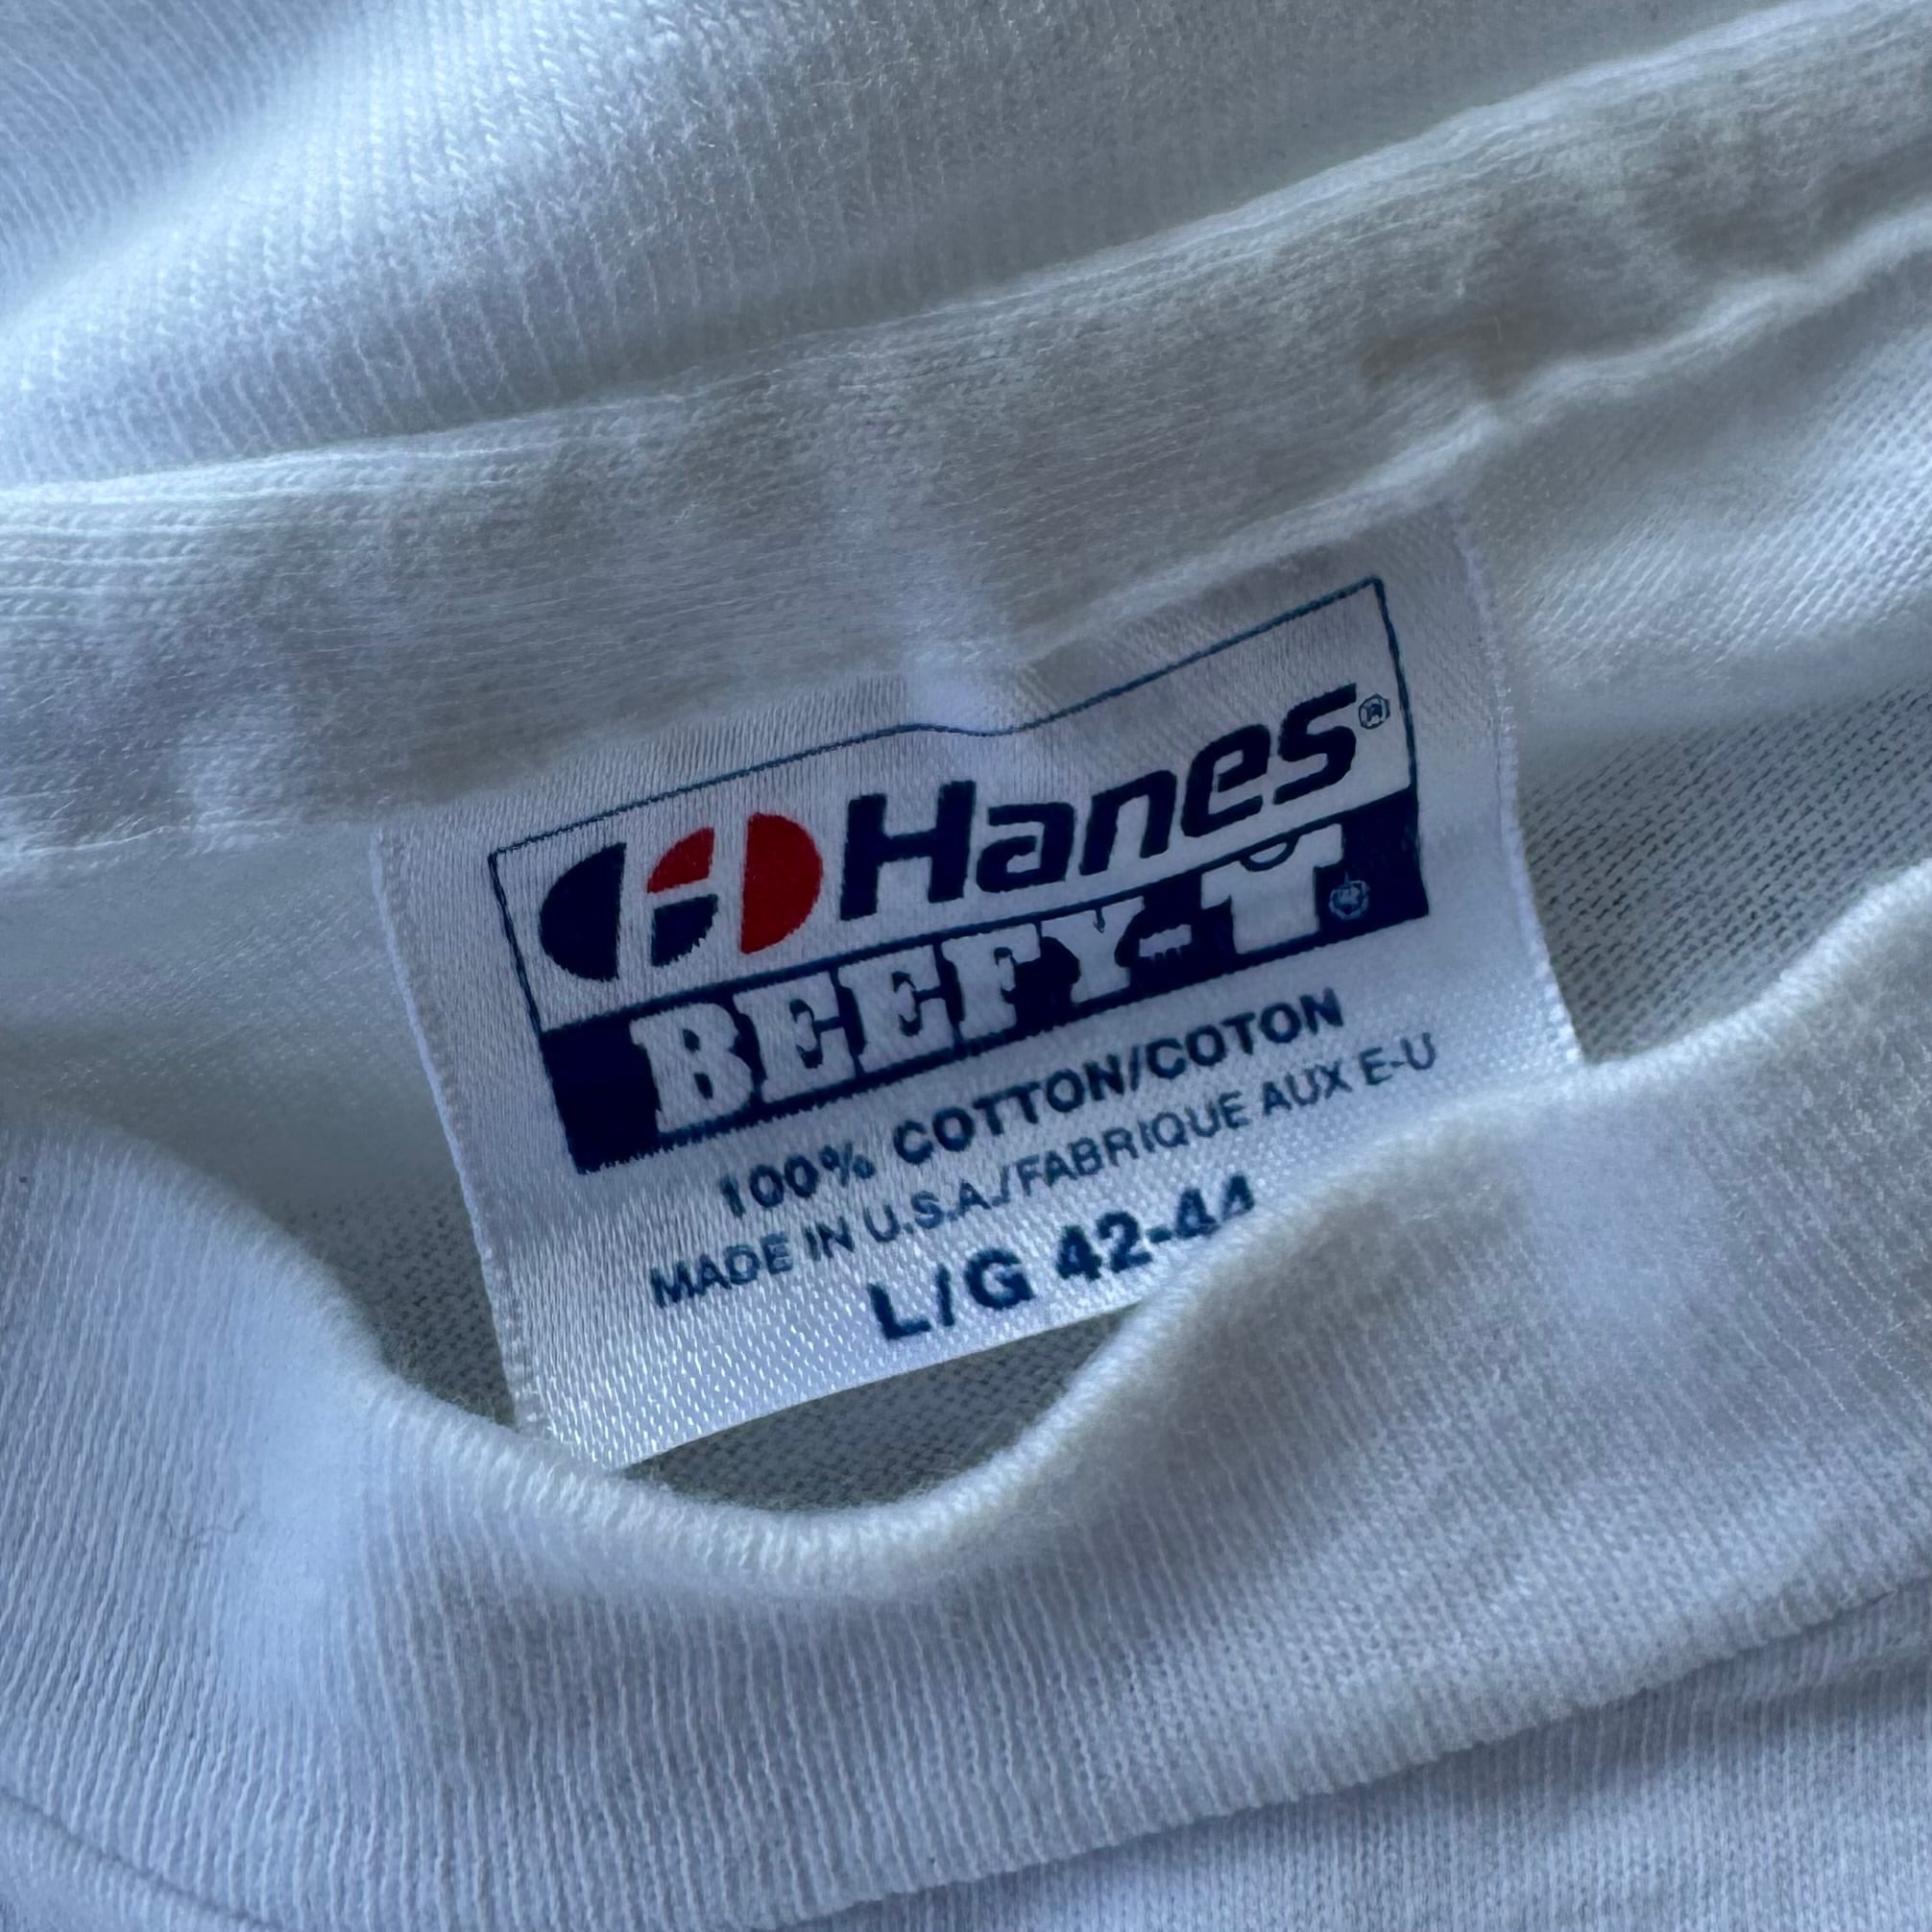 Hanes®
BEEFY-T®
100% COTTON/COTON
MADE IN U.S.A./FABRIQUE AUX E-U
L/G 42-44